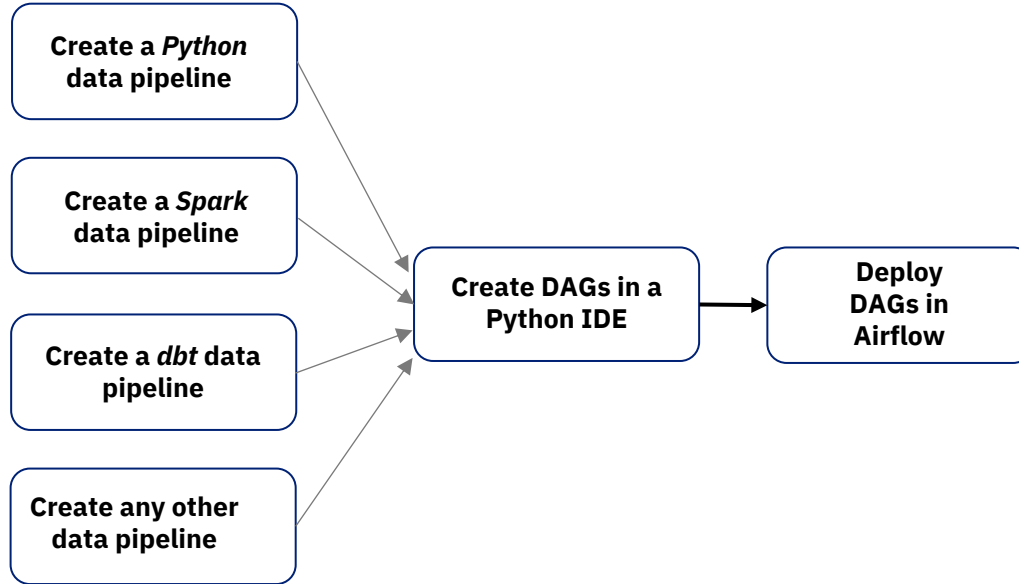 Create a Python
data pipeline
Create a Spark
data pipeline
Create a dbt data
pipeline
Create any other
data pipeline
Create DAGs in a
Python IDE
Deploy
DAGs in
Airflow